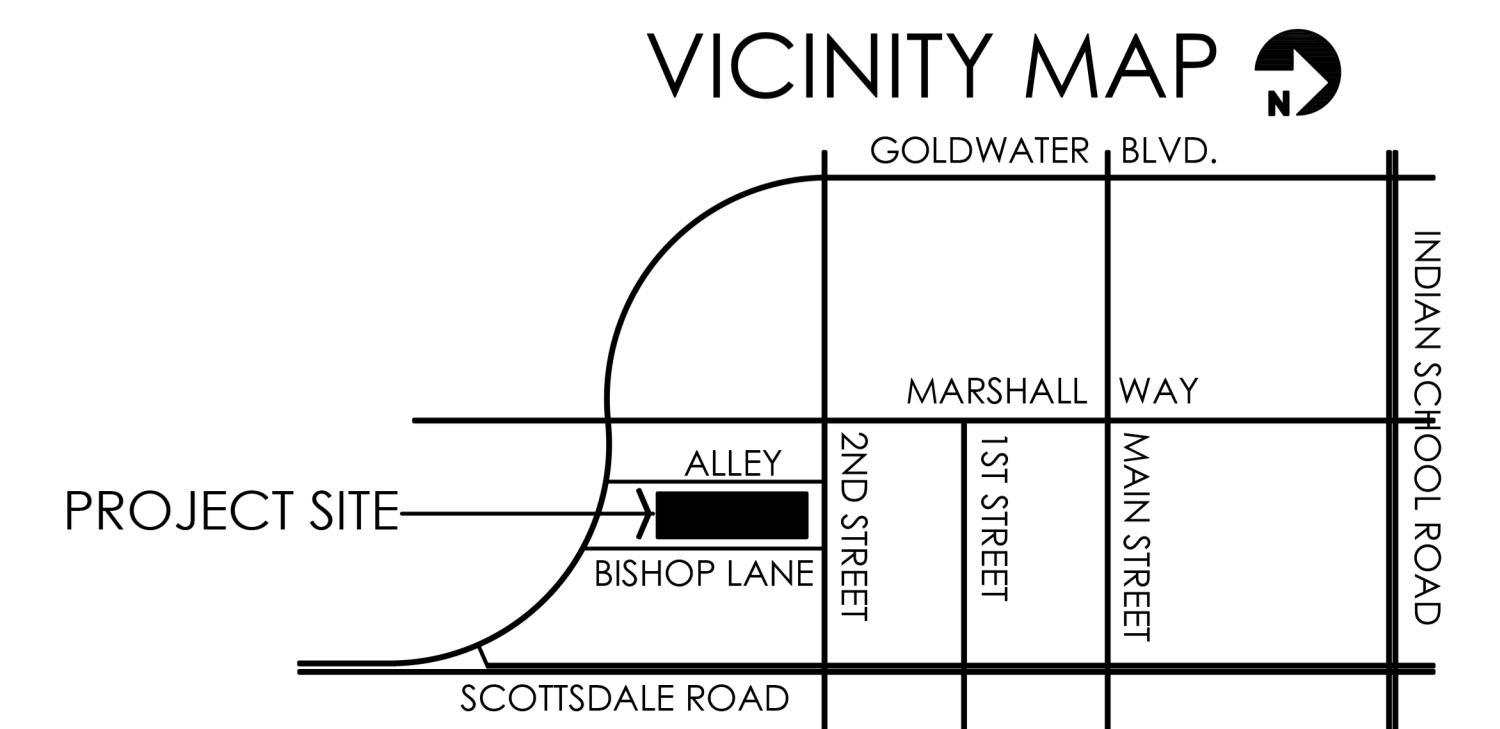 VICINITY MAP
N
GOLDWATER BLVD.
INDIAN SCHOOL ROAD
MARSHALL WAY
2ND STREET
1ST STREET
MAIN STREET
ALLEY
PROJECT SITE
BISHOP LANE
SCOTTSDALE ROAD